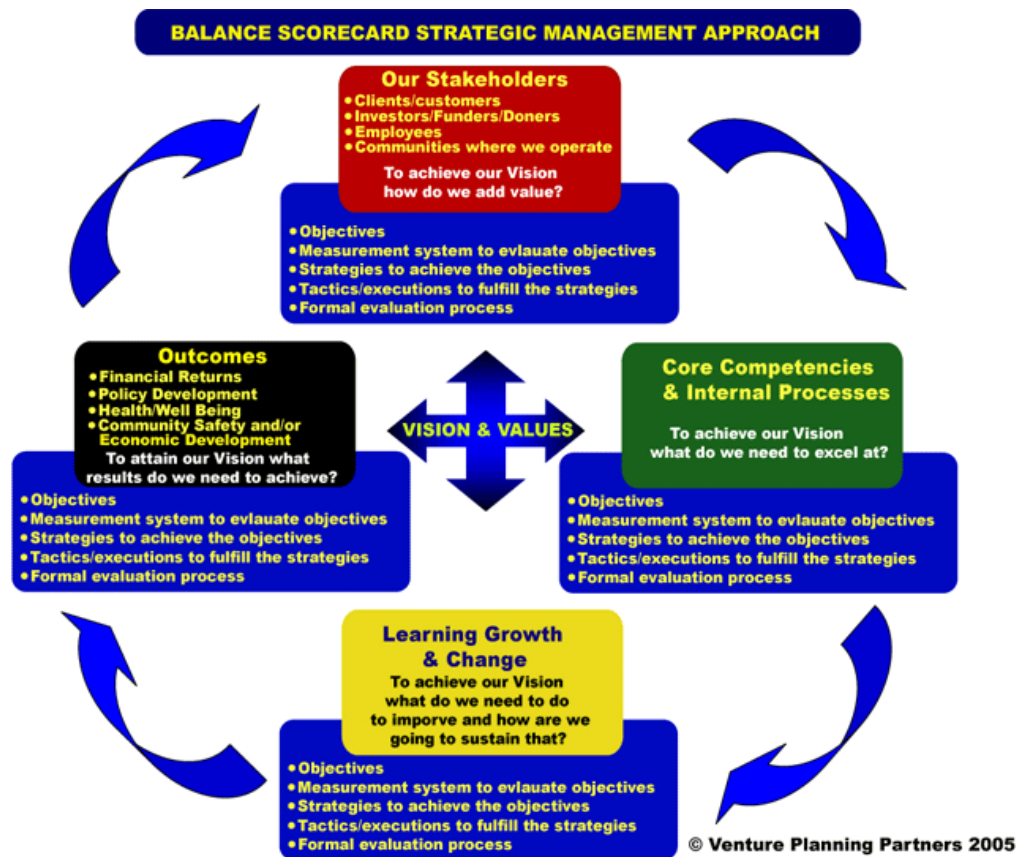 BALANCE SCORECARD STRATEGIC MANAGEMENT APPROACH
Our Stakeholders
•Clients/customers
•Investors/Funders/Doners
•Employees
•Communities where we operate
To achieve our Vision
how do we add value?
•Objectives
•Measurement system to evlauate objectives
•Strategies to achieve the objectives
•Tactics/executions to fulfill the strategies
•Formal evaluation process
Outcomes
•Financial Returns
•Policy Development
•Health/Well Being
•Community Safety and/or
Economic Development
To attain our Vision what
results do we need to achieve?
•Objectives
•Measurement system to evlauate objectives
•Strategies to achieve the objectives
•Tactics/executions to fulfill the strategies
•Formal evaluation process
VISION & VALUES
Core Competencies
& Internal Processes
To achieve our Vision
what do we need to excel at?
•Objectives
•Measurement system to evlauate objectives
•Strategies to achieve the objectives
•Tactics/executions to fulfill the strategies
•Formal evaluation process
Learning Growth
& Change
To achieve our Vision
what do we need to do
to imporve and how are we
going to sustain that?
•Objectives
•Measurement system to evlauate objectives
•Strategies to achieve the objectives
•Tactics/executions to fulfill the strategies
•Formal evaluation process
© Venture Planning Partners 2005